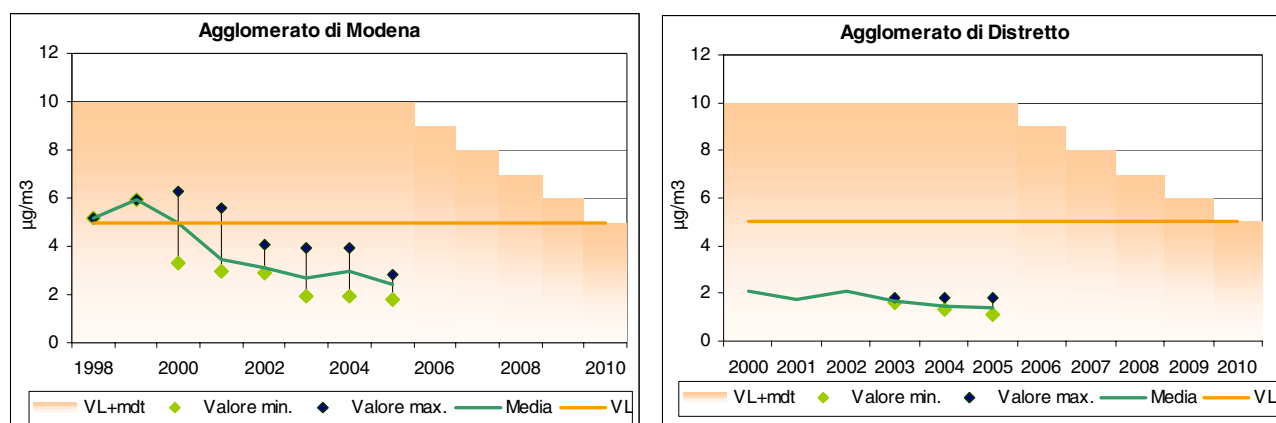 Agglomerato di Modena
12
10
8
6
4
2
0
µg/m3
1998 2000 2002 2004 2006 2008 2010
VL+mdt Valore min. Valore max. Media VL
Agglomerato di Distretto
12
10
8
6
4
2
0
µg/m3
2000 2001 2002 2003 2004 2005 2006 2007 2008 2009 2010
VL+mdt Valore min. Valore max. Media VL